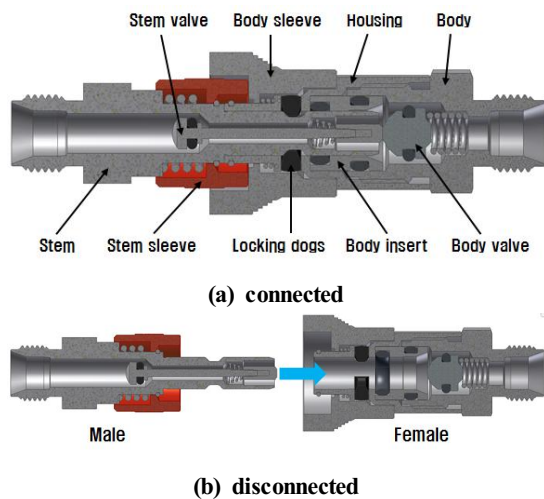 Stem valve Body sleeve Housing Body
Stem Stem sleeve Locking dogs Body insert Body valve
(a) connected
Male Female
(b) disconnected